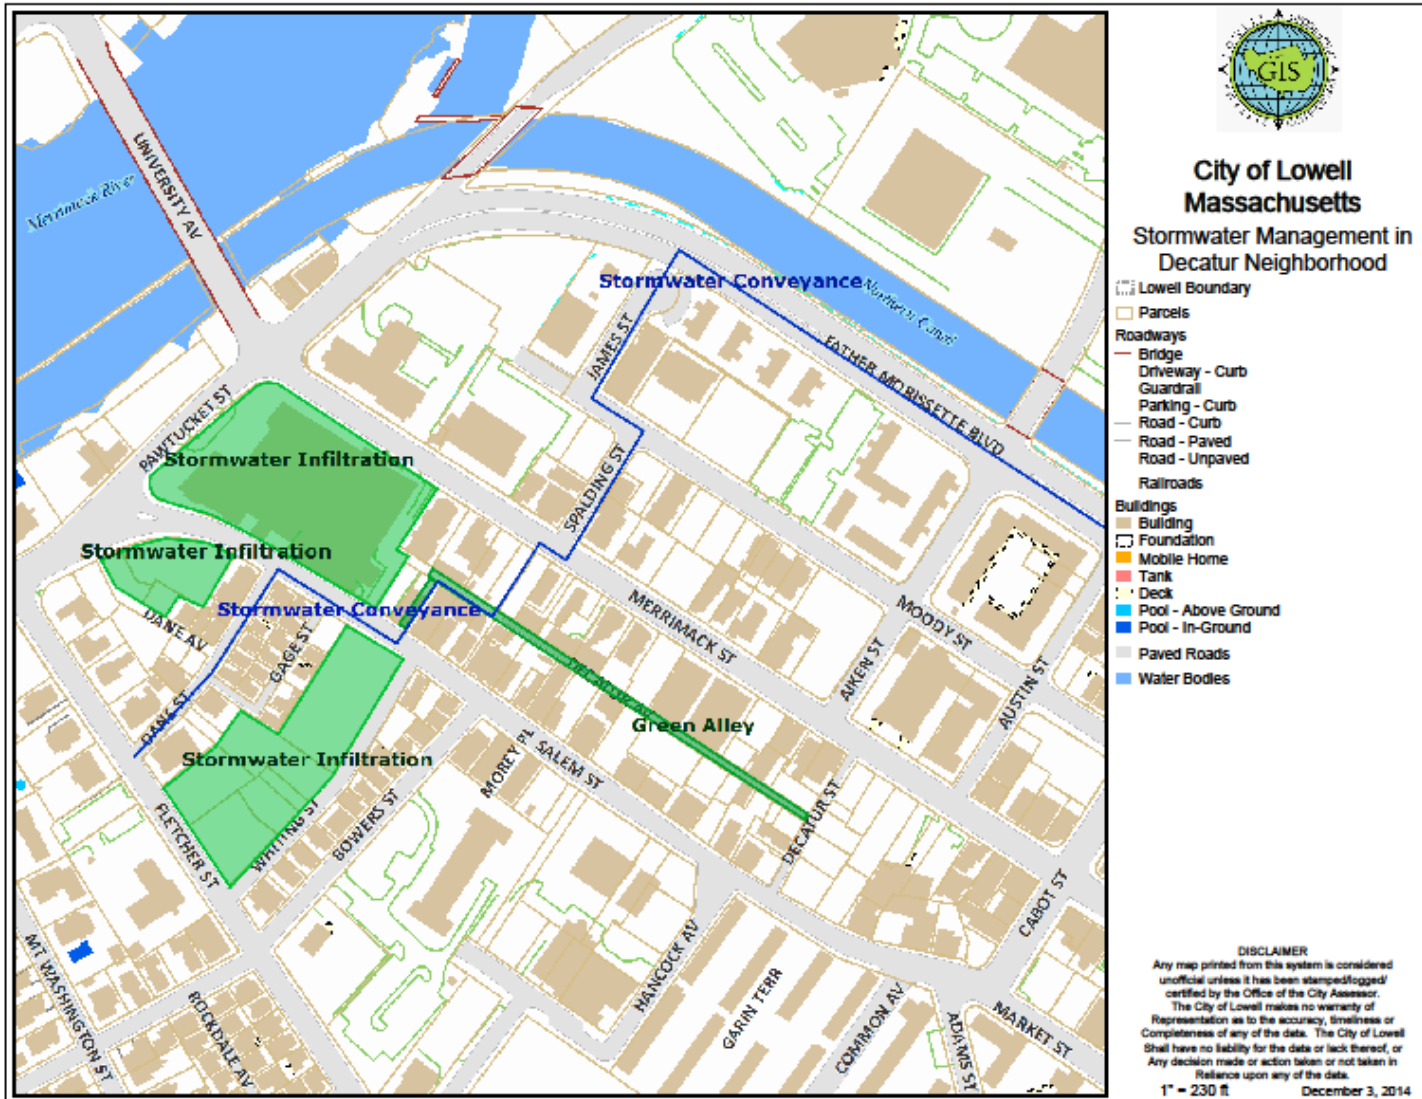 GIS
City of Lowell
Massachusetts
Stormwater Management in
Decatur Neighborhood
Lowell Boundary
Parcels
Roadways
Bridge
Driveway - Curb
Guardrail
Parking - Curb
Road - Curb
Road - Paved
Road - Unpaved
Railroads
Buildings
Building
Foundation
Mobile Home
Tank
Deck
Pool - Above Ground
Pool - In-Ground
Paved Roads
Water Bodies
UNIVERSITY AV
Merrimack River
Stormwater Conveyance
Northern Canal
JAMES ST
FATHER MORISSETTE BLVD
PAWTUCKET ST
Stormwater Infiltration
SPALDING ST
Stormwater Infiltration
Stormwater Conveyance
DANE AV
GAGE ST
MERRIMACK ST
MOODY ST
AIKEN ST
AUSTIN ST
DANE ST
DECATUR AV
Green Alley
Stormwater Infiltration
MOREY PL
SALEM ST
FLETCHER ST
WHITING ST
BOWERS ST
DECATUR ST
CABOT ST
MT WASHINGTON ST
ROCKDALE AV
HANCOCK AV
GARIN TERR
COMMON AV
ADAMS ST
MARKET ST
DISCLAIMER
Any map printed from this system is considered
unofficial unless it has been stamped/logged/
certified by the Office of the City Assessor.
The City of Lowell makes no warranty of
Representation as to the accuracy, timeliness or
Completeness of any of the data. The City of Lowell
Shall have no liability for the data or lack thereof, or
Any decision made or action taken or not taken in
Reliance upon any of the data.
1" = 230 ft December 3, 2014